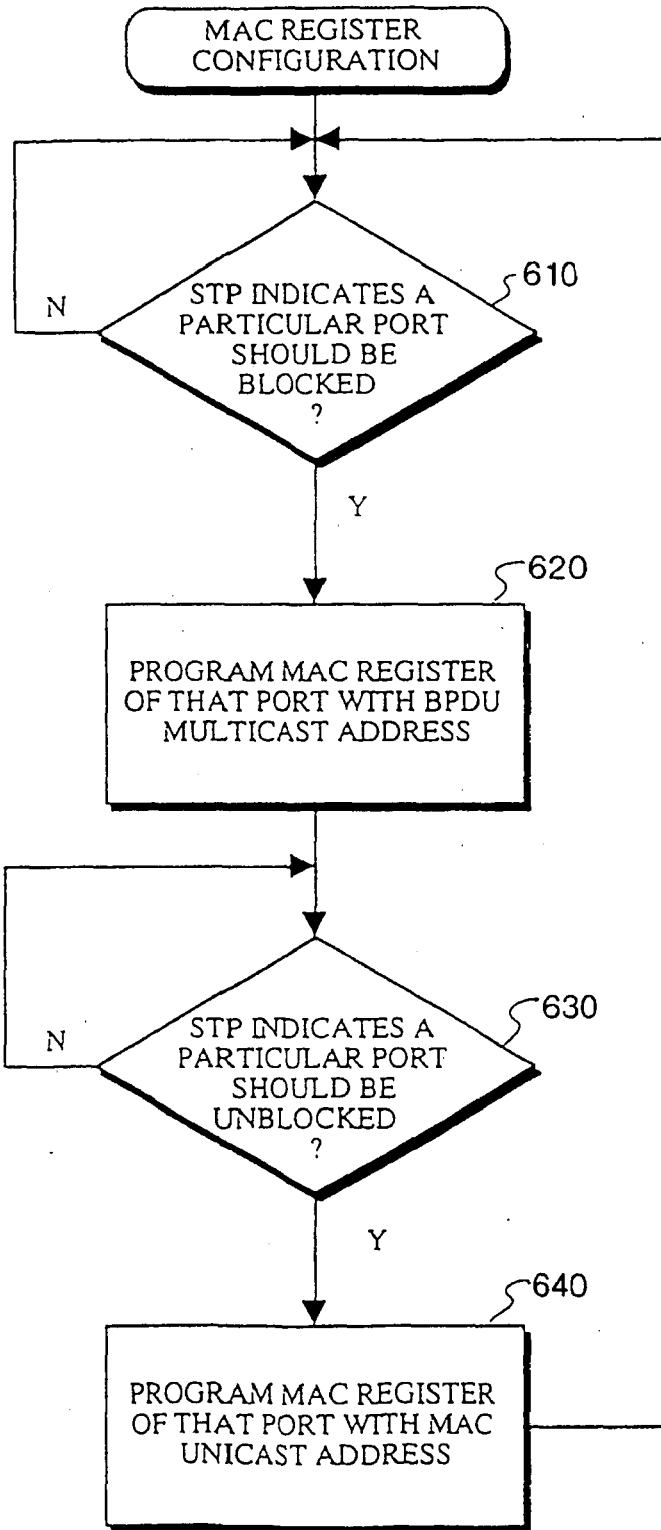 MAC REGISTER
CONFIGURATION
610
STP INDICATES A
PARTICULAR PORT
SHOULD BE
BLOCKED
?
N
Y
620
PROGRAM MAC REGISTER
OF THAT PORT WITH BPDU
MULTICAST ADDRESS
630
STP INDICATES A
PARTICULAR PORT
SHOULD BE
UNBLOCKED
?
N
Y
640
PROGRAM MAC REGISTER
OF THAT PORT WITH MAC
UNICAST ADDRESS